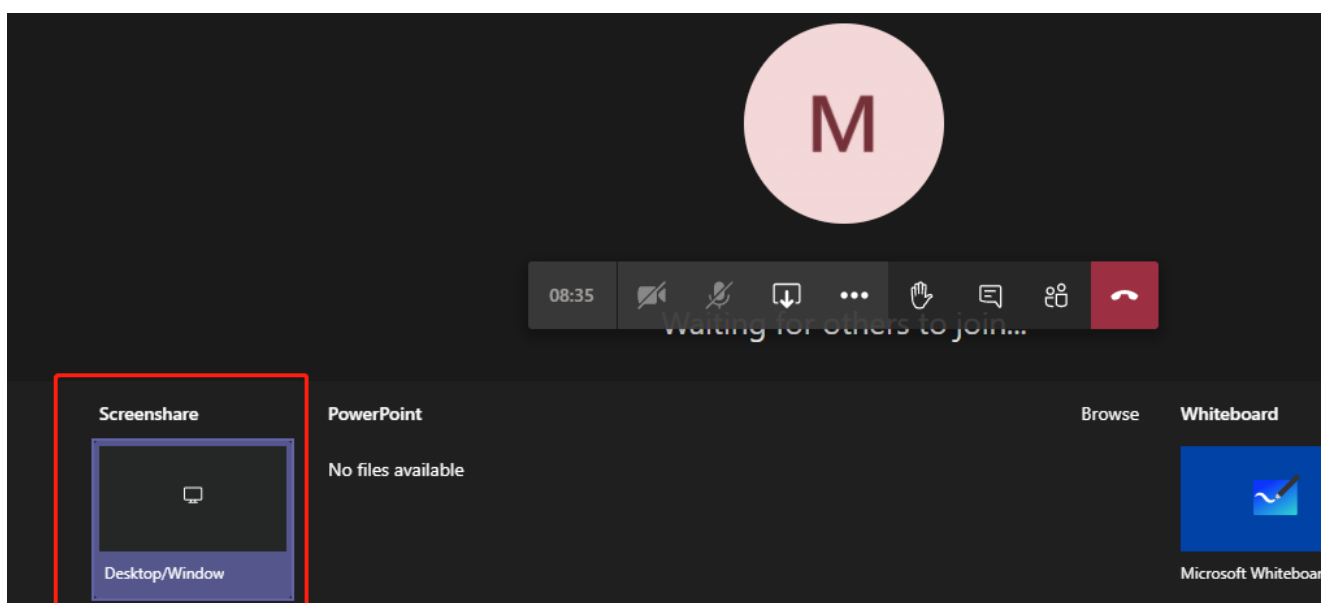 M
08:35
Waiting for others to join...
Screenshare
PowerPoint
Browse
Whiteboard
No files available
Desktop/Window
Microsoft Whiteboar